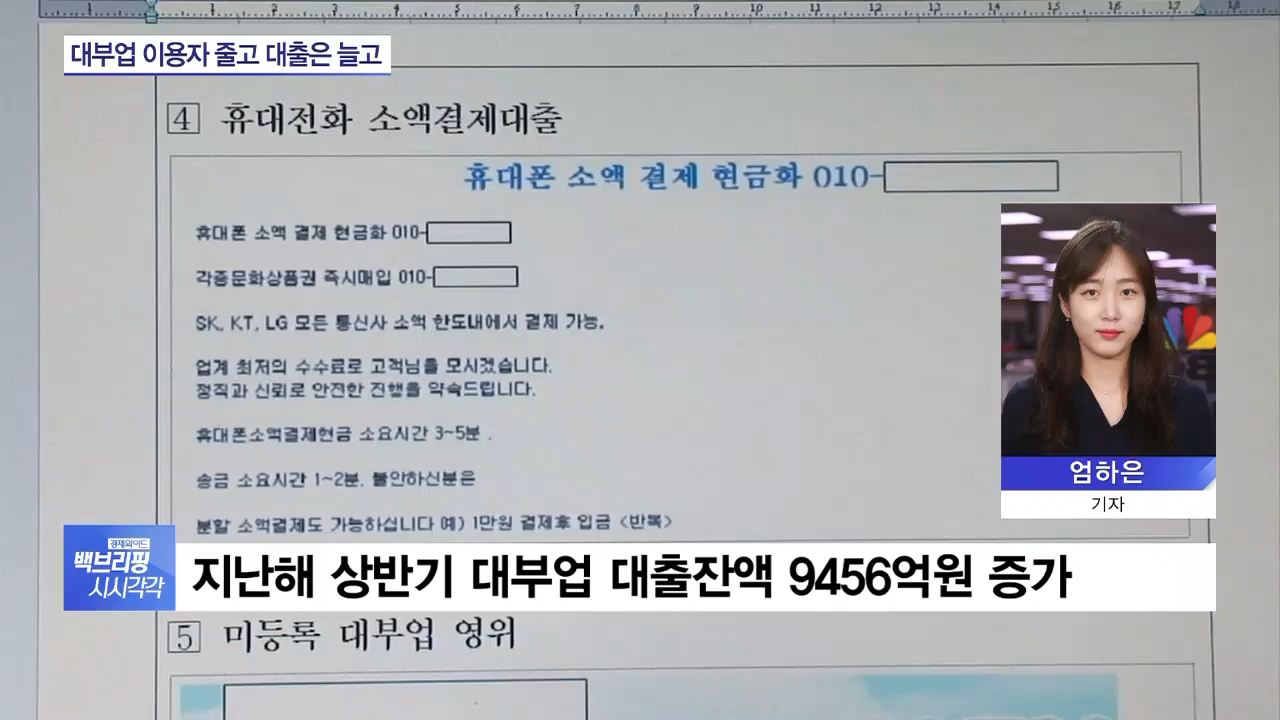 대부업 이용자 줄고 대출은 늘고
4 휴대전화 소액결제대출
휴대폰 소액 결제 현금화 010-
휴대폰 소액 결제 현금화 010-
각종문화상품권 즉시매입 010-
SK, KT, LG 모든 통신사 소액 한도내에서 결제 가능.
업계 최저의 수수료로 고객님을 모시겠습니다.
정직과 신뢰로 안전한 진행을 약속드립니다.
휴대폰소액결제현금 소요시간 3~5분 .
송금 소요시간 1~2분. 불안하신분은
분할 소액결제도 가능하십니다 예) 1만원 결제후 입금 <반복>
엄하은
기자
경제와이드
백브리핑
시시각각
지난해 상반기 대부업 대출잔액 9456억원 증가
5 미등록 대부업 영위